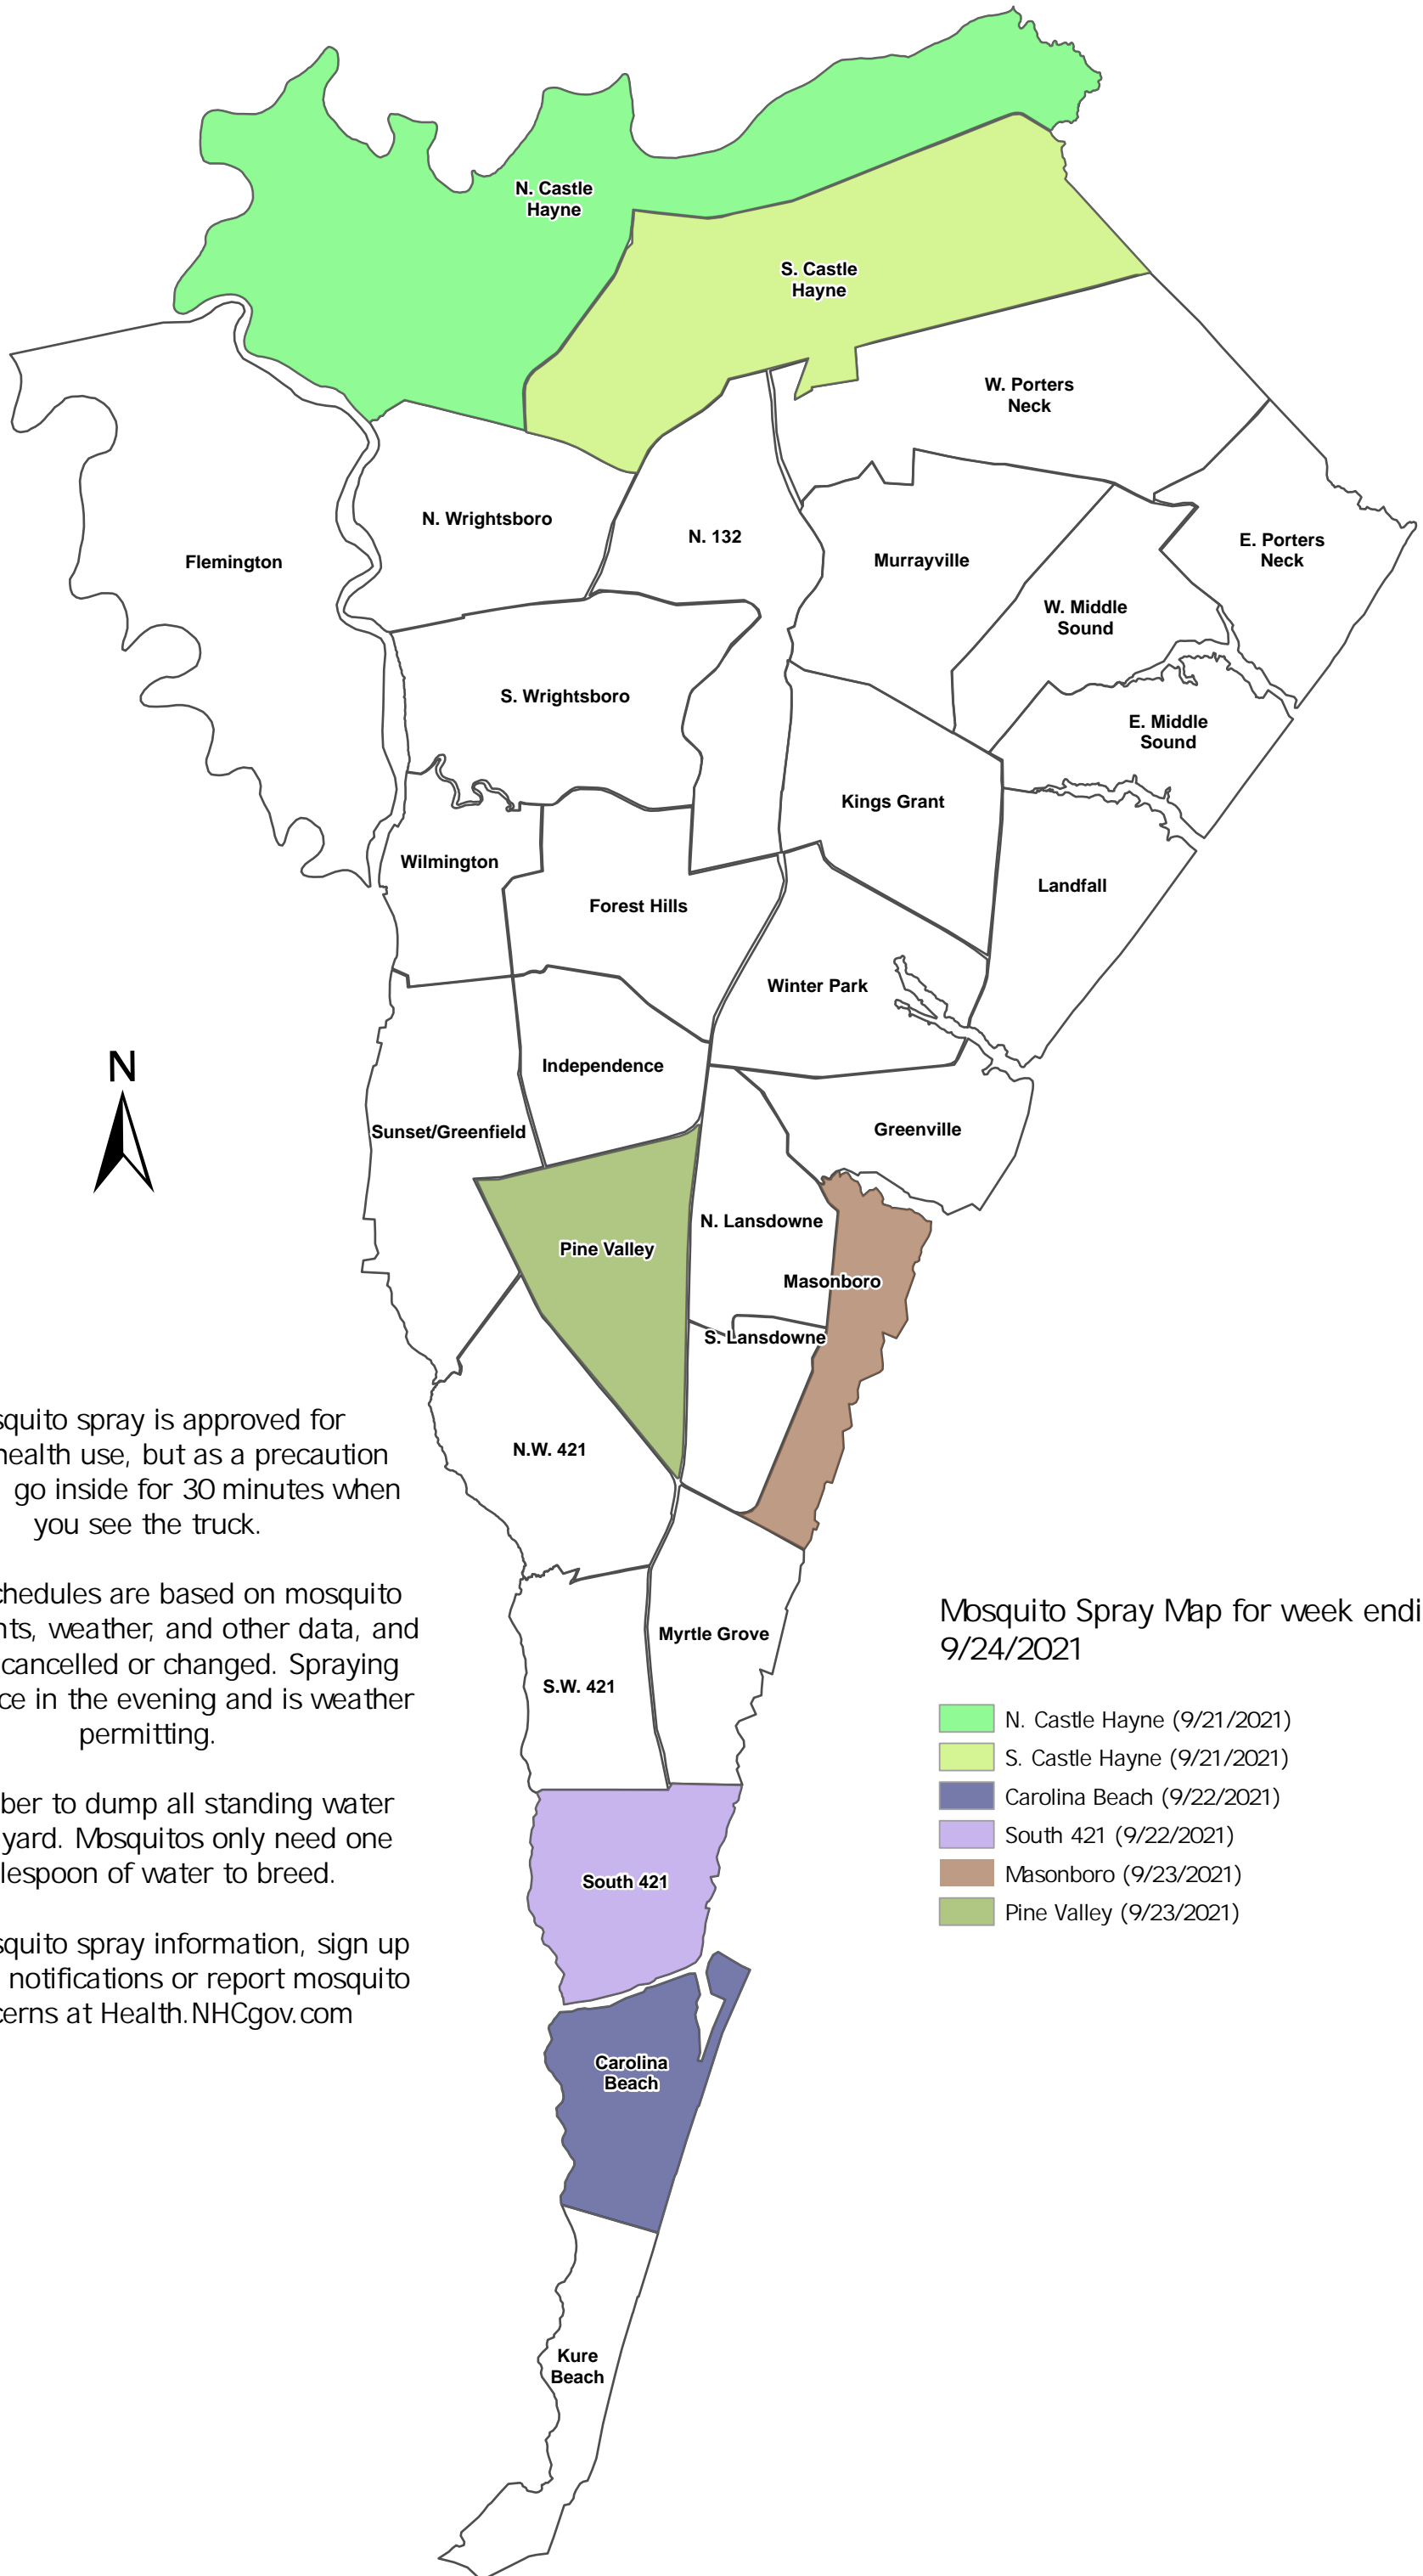 N. Castle
Hayne
S. Castle
Hayne
W. Porters
Neck
N. Wrightsboro
N. 132
E. Porters
Neck
Flemington
Murrayville
W. Middle
Sound
S. Wrightsboro
E. Middle
Sound
Kings Grant
Wilmington
Landfall
Forest Hills
Winter Park
N
Independence
Sunset/Greenfield
Greenville
N. Lansdowne
Pine Valley
Masonboro
S. Lansdowne
N.W. 421
squito spray is approved for
health use, but as a precaution
go inside for 30 minutes when
you see the truck.
chedules are based on mosquito
nts, weather, and other data, and
cancelled or changed. Spraying
ce in the evening and is weather
permitting.
ber to dump all standing water
yard. Mosquitos only need one
lespoon of water to breed.
squito spray information, sign up
notifications or report mosquito
cerns at Health.NHCgov.com
Myrtle Grove
S.W. 421
Mosquito Spray Map for week endi
9/24/2021
N. Castle Hayne (9/21/2021)
S. Castle Hayne (9/21/2021)
Carolina Beach (9/22/2021)
South 421 (9/22/2021)
Masonboro (9/23/2021)
Pine Valley (9/23/2021)
South 421
Carolina
Beach
Kure
Beach